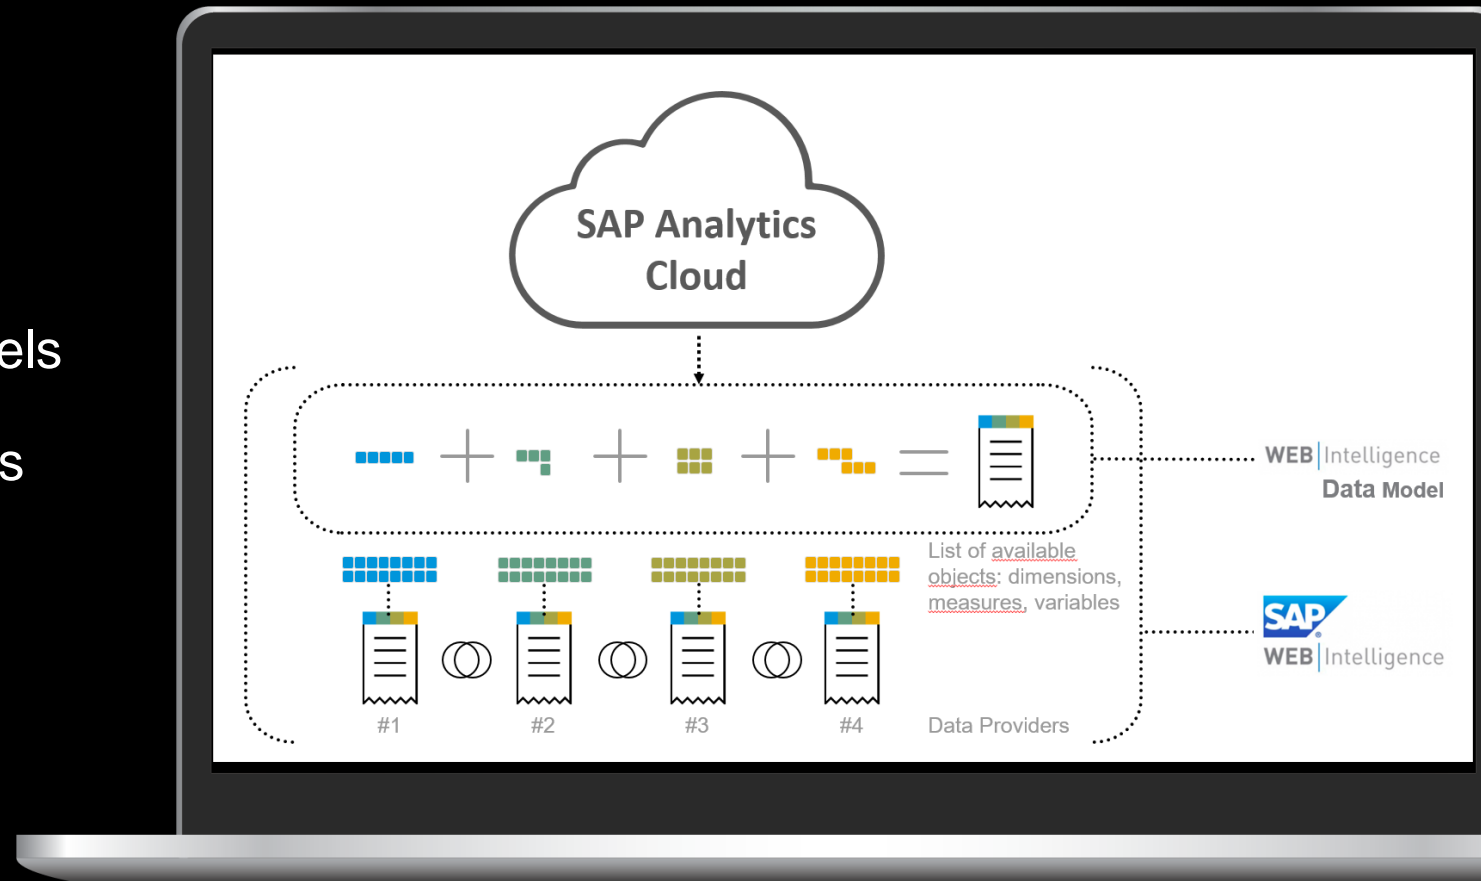 SAP Analytics
Cloud
els
s
WEB Intelligence
Data Model
List of available
objects: dimensions,
measures, variables
SAP
WEB Intelligence
#1
#2
#3
#4
Data Providers